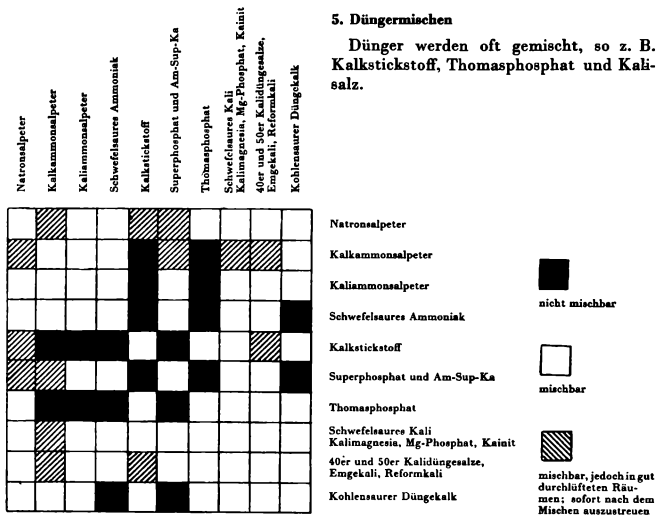 5. Düngermischen
Dünger werden oft gemischt, so z. B.
Kalkstickstoff, Thomasphosphat und Kali-
salz.
Natronsalpeter
Kalkammonsalpeter
Kaliammonsalpeter
Schwefelsaures Ammoniak
Kalkstickstoff
Superphosphat und Am-Sup-Ka
Thomasphosphat
Schwefelsaures Kali
Kalimagnesia, Mg-Phosphat, Kainit
40er und 50er Kalidüngesalze,
Emgekali, Reformkali
Kohlensaurer Düngekalk
Natronsalpeter
Kalkammonsalpeter
Kaliammonsalpeter
Schwefelsaures Ammoniak
Kalkstickstoff
Superphosphat und Am-Sup-Ka
Thomasphosphat
Schwefelsaures Kali
Kalimagnesia, Mg-Phosphat, Kainit
40er und 50er Kalidüngesalze,
Emgekali, Reformkali
Kohlensaurer Düngekalk
nicht mischbar
mischbar
mischbar, jedoch in gut
durchlüfteten Räu-
men; sofort nach dem
Mischen auszustreuen